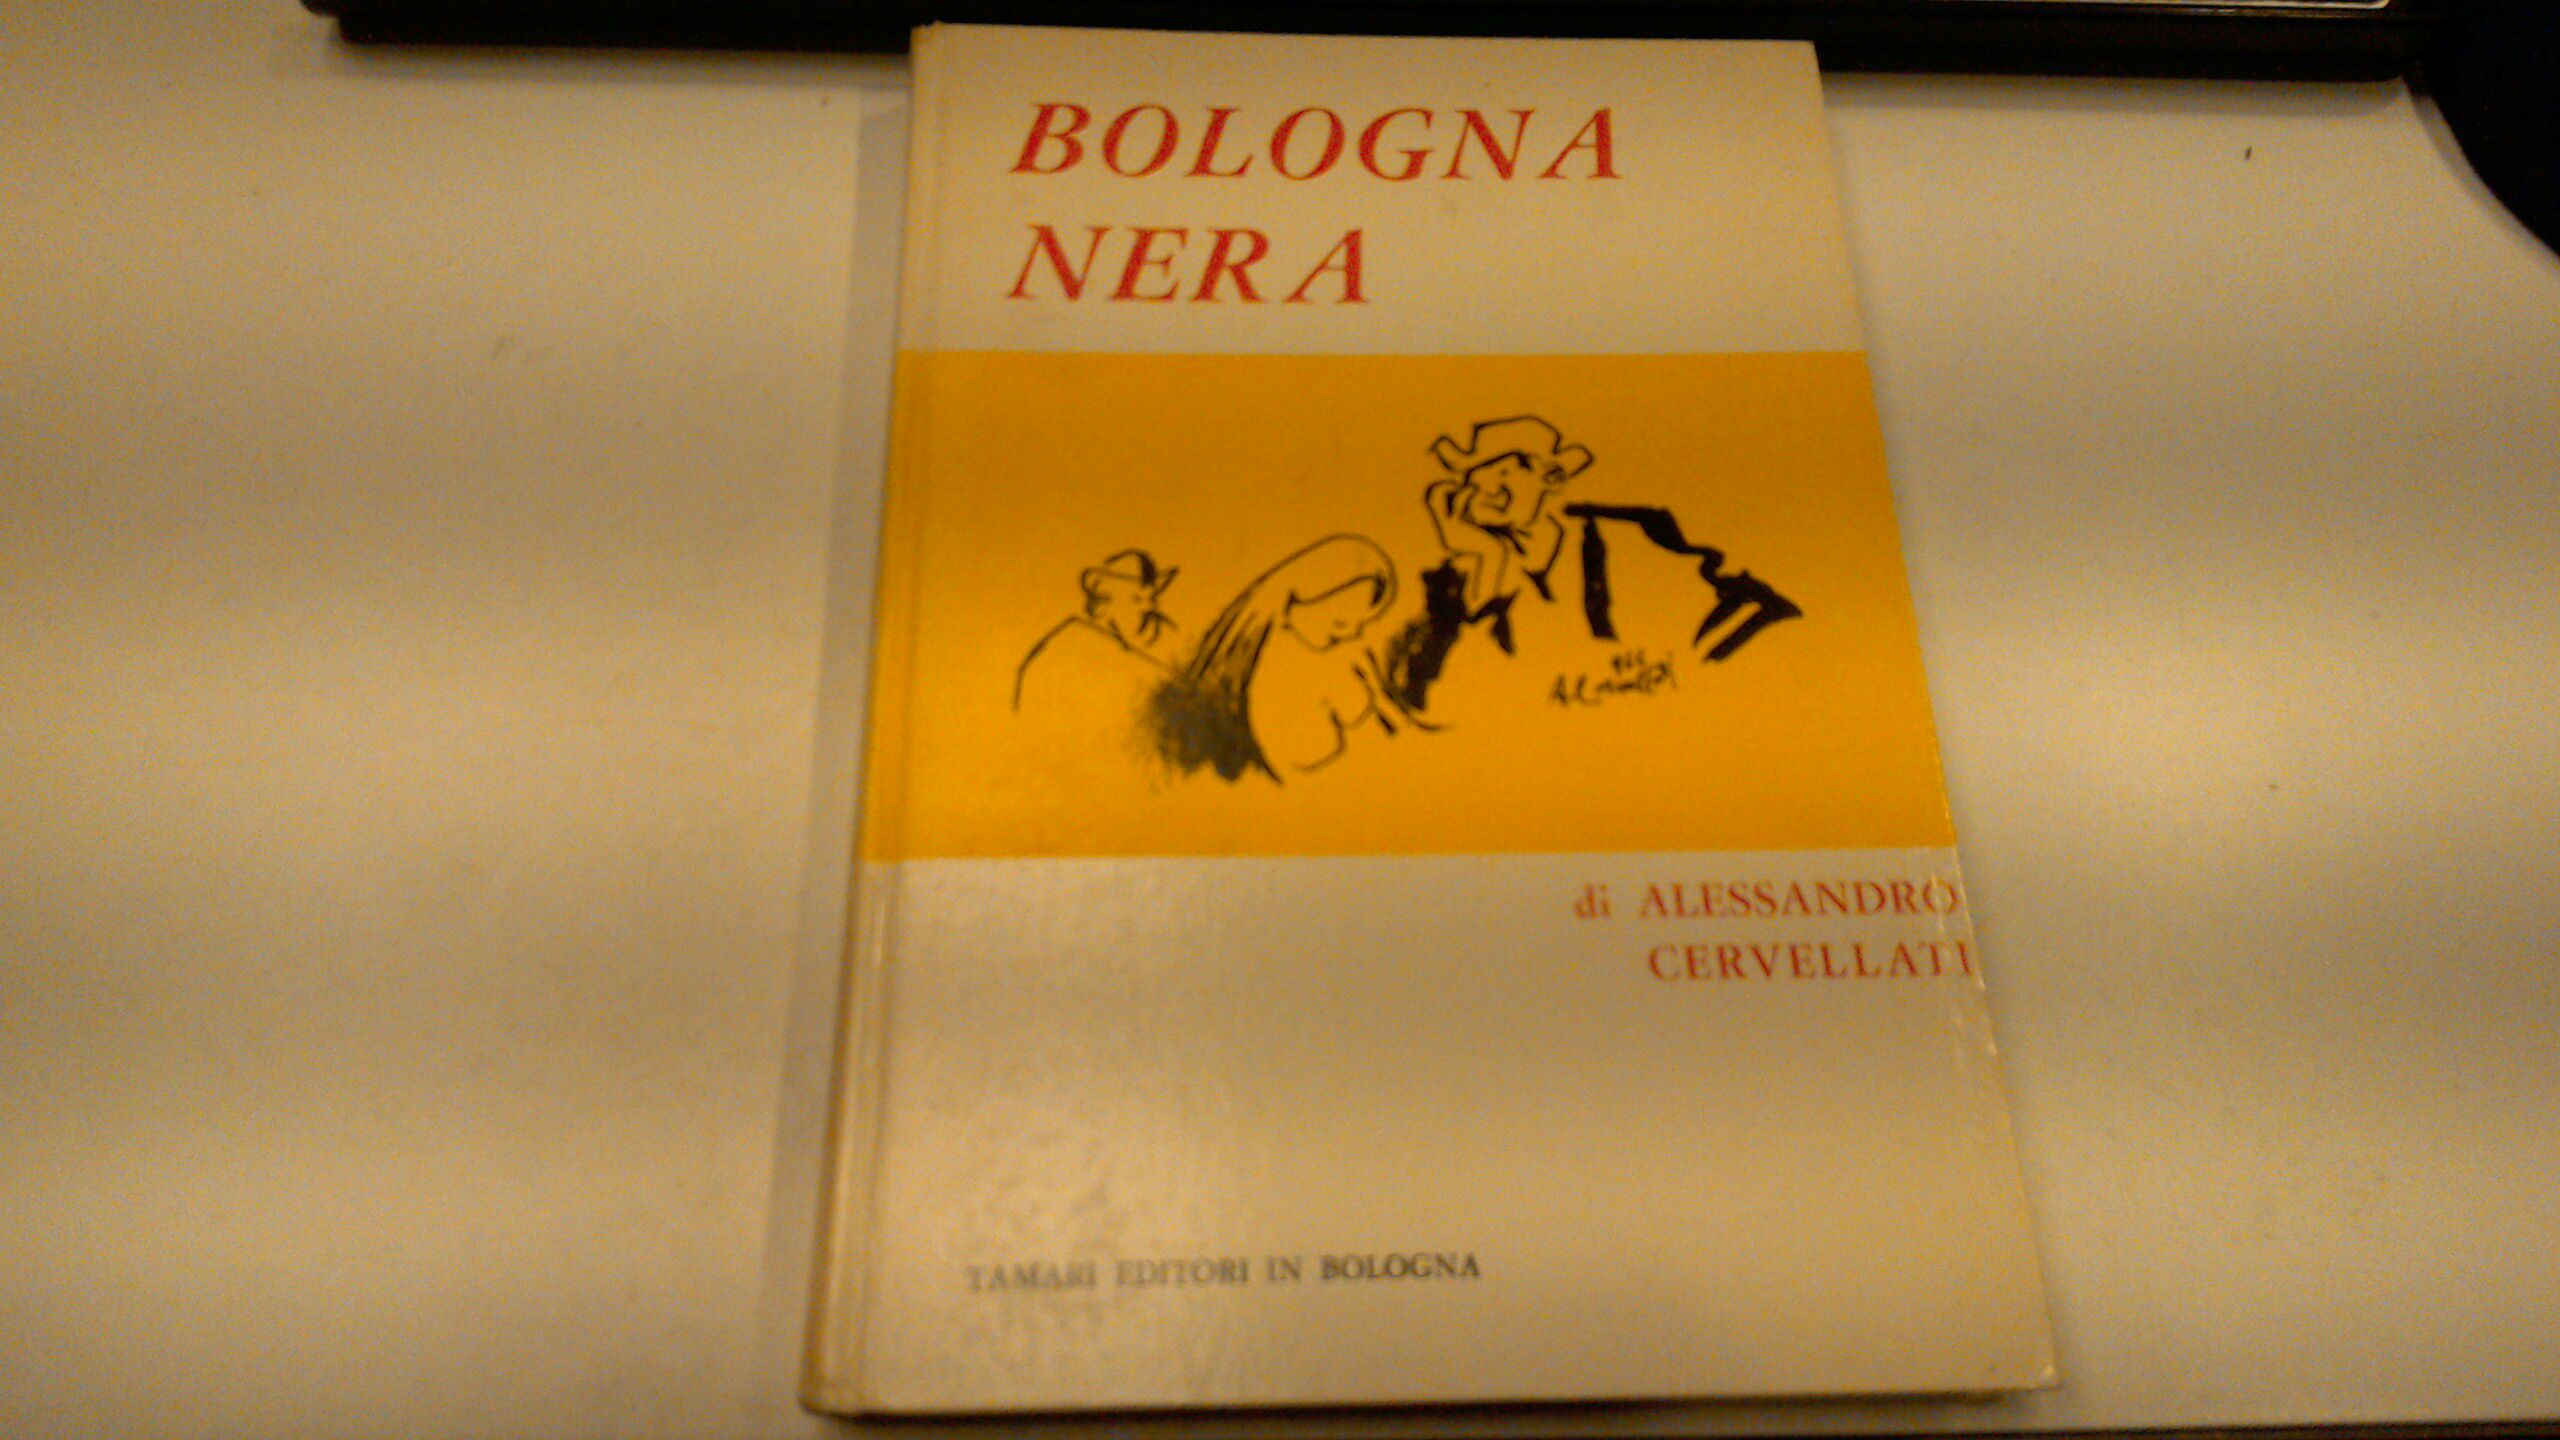 BOLOGNA
NERA
di ALESSANDRO
CERVELLATI
TAMARI EDITORI IN BOLOGNA